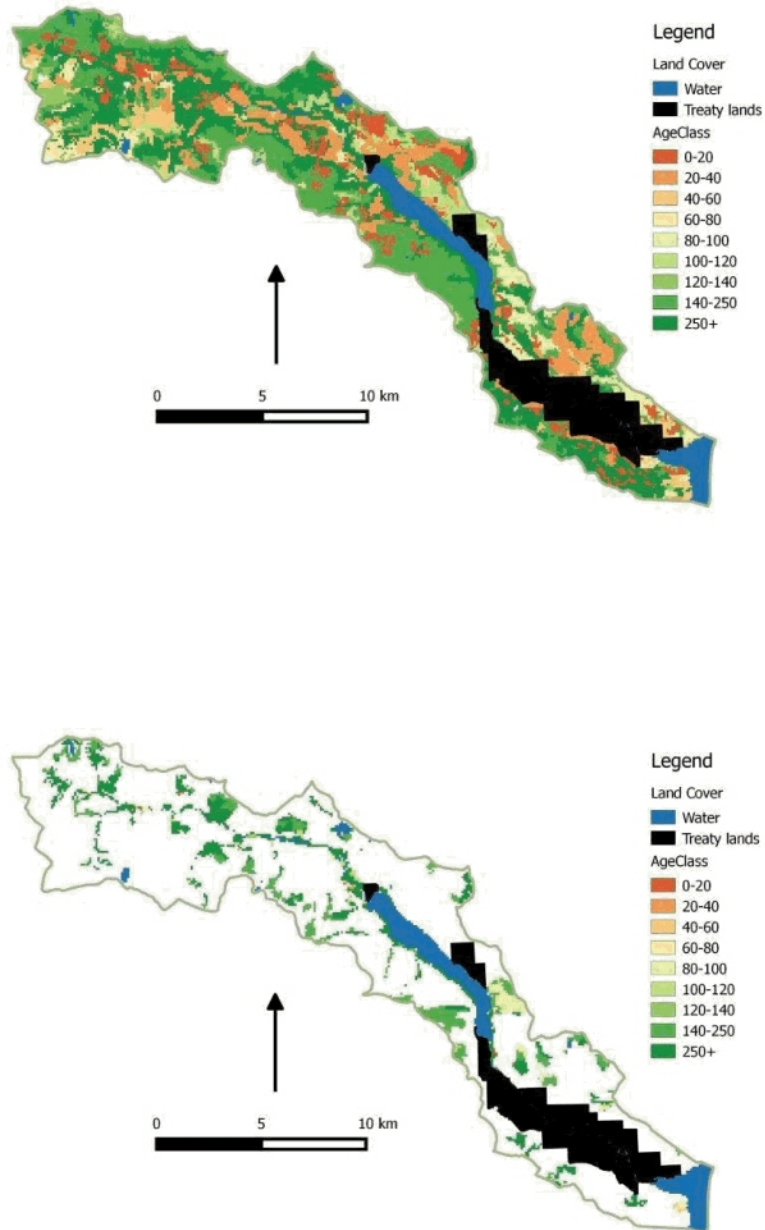 Legend
Land Cover
Water
Treaty lands
AgeClass
0-20
20-40
40-60
60-80
80-100
100-120
120-140
140-250
250+
0 5 10 km
Legend
Land Cover
Water
Treaty lands
AgeClass
0-20
20-40
40-60
60-80
80-100
100-120
120-140
140-250
250+
0 5 10 km